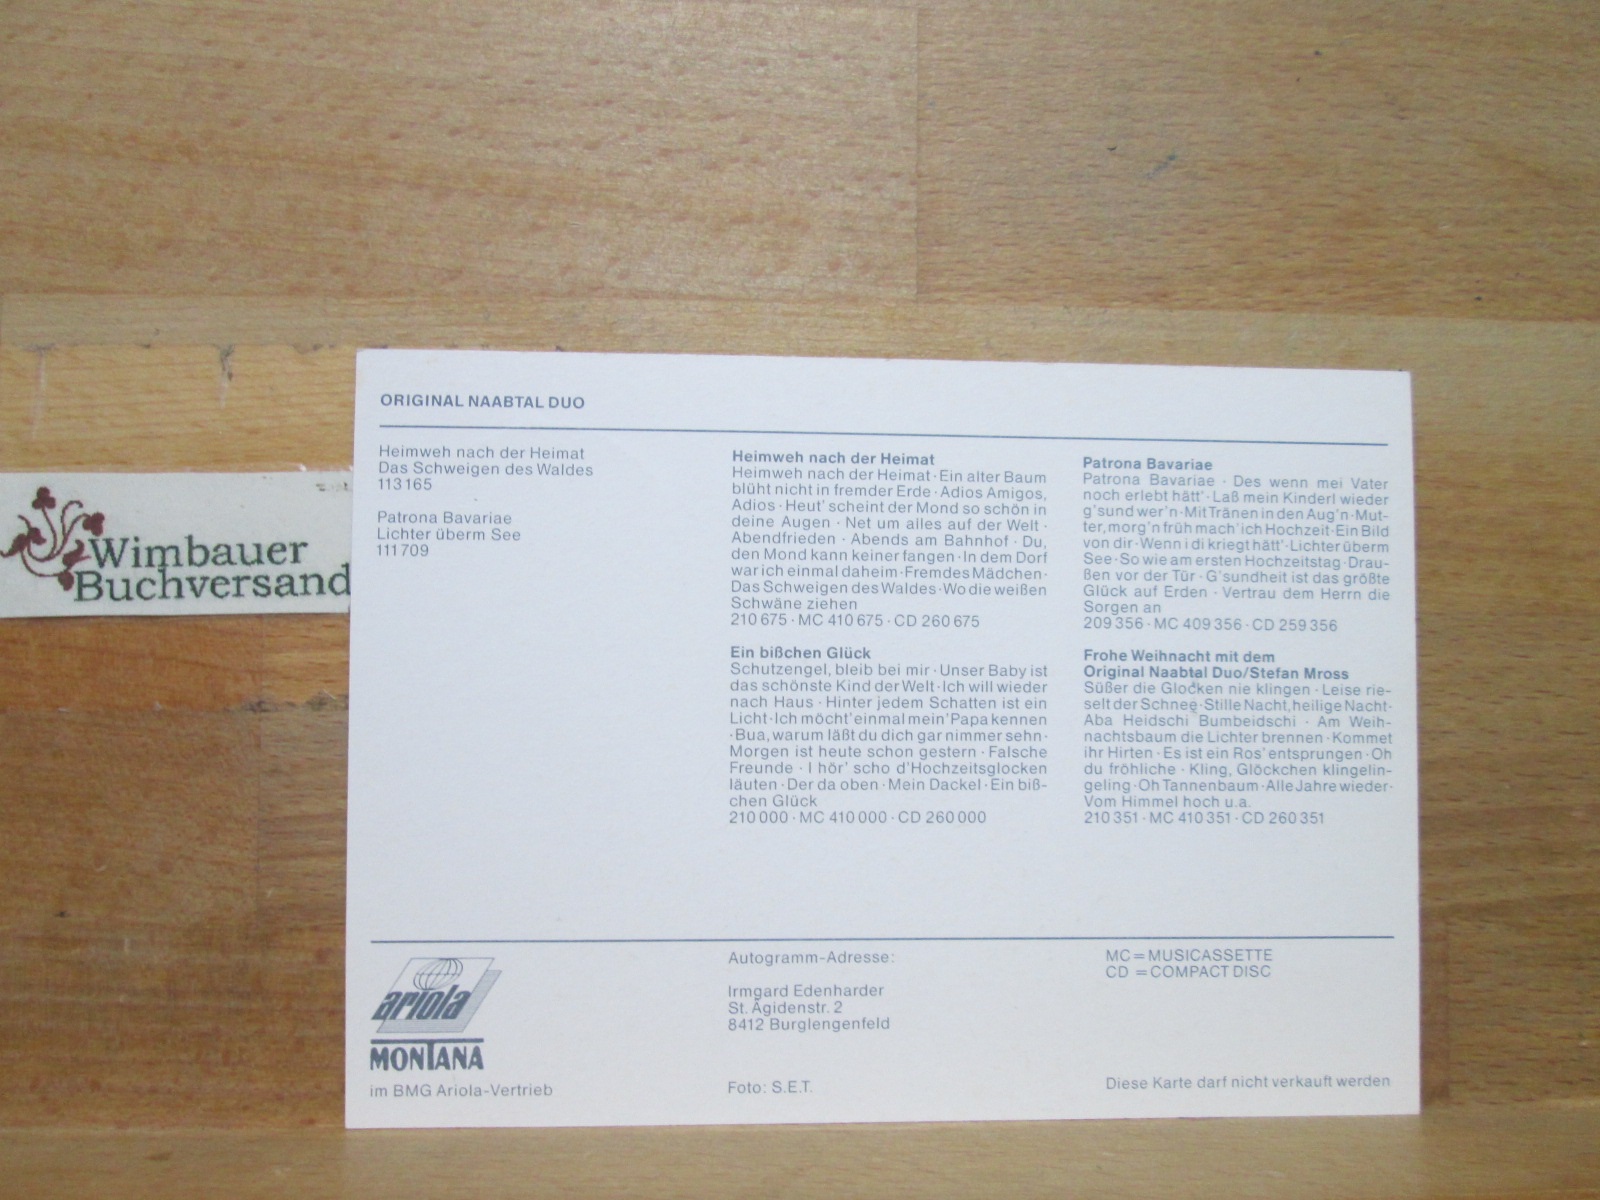 Wimbauer
Buchversand
ORIGINAL NAABTAL DUO
Heimweh nach der Heimat
Das Schweigen des Waldes
113 165
Patrona Bavariae
Lichter überm See
111 709
Heimweh nach der Heimat
Heimweh nach der Heimat · Ein alter Baum
blüht nicht in fremder Erde · Adios Amigos,
Adios · Heut' scheint der Mond so schön in
deine Augen · Net um alles auf der Welt ·
Abendfrieden · Abends am Bahnhof · Du,
den Mond kann keiner fangen · In dem Dorf
war ich einmal daheim · Fremdes Mädchen ·
Das Schweigen des Waldes · Wo die weißen
Schwäne ziehen
210 675 · MC 410 675 · CD 260 675
Ein bißchen Glück
Schutzengel, bleib bei mir · Unser Baby ist
das schönste Kind der Welt · Ich will wieder
nach Haus · Hinter jedem Schatten ist ein
Licht · Ich möcht' einmal mein' Papa kennen
· Bua, warum läßt du dich gar nimmer sehn ·
Morgen ist heute schon gestern · Falsche
Freunde · I hör' scho d'Hochzeitsglocken
läuten · Der da oben · Mein Dackel · Ein biß-
chen Glück
210 000 · MC 410 000 · CD 260 000
Patrona Bavariae
Patrona Bavariae · Des wenn mei Vater
noch erlebt hätt' · Laß mein Kinderl wieder
g'sund wer'n · Mit Tränen in den Aug'n · Mut-
ter, morg'n früh mach' ich Hochzeit · Ein Bild
von dir · Wenn i di kriegt hätt' · Lichter überm
See · So wie am ersten Hochzeitstag · Drau-
ßen vor der Tür · G'sundheit ist das größte
Glück auf Erden · Vertrau dem Herrn die
Sorgen an
209 356 · MC 409 356 · CD 259 356
Frohe Weihnacht mit dem
Original Naabtal Duo/Stefan Mross
Süßer die Glocken nie klingen · Leise rie-
selt der Schnee · Stille Nacht, heilige Nacht ·
Aba Heidschi Bumbeidschi · Am Weih-
nachtsbaum die Lichter brennen · Kommet
ihr Hirten · Es ist ein Ros' entsprungen · Oh
du fröhliche · Kling, Glöckchen klingelin-
geling · Oh Tannenbaum · Alle Jahre wieder ·
Vom Himmel hoch u.a.
210 351 · MC 410 351 · CD 260 351
ariola
MONTANA
im BMG Ariola-Vertrieb
Autogramm-Adresse:
Irmgard Edenharder
St. Ägidenstr. 2
8412 Burglengenfeld
Foto: S.E.T.
MC = MUSICASSETTE
CD = COMPACT DISC
Diese Karte darf nicht verkauft werden